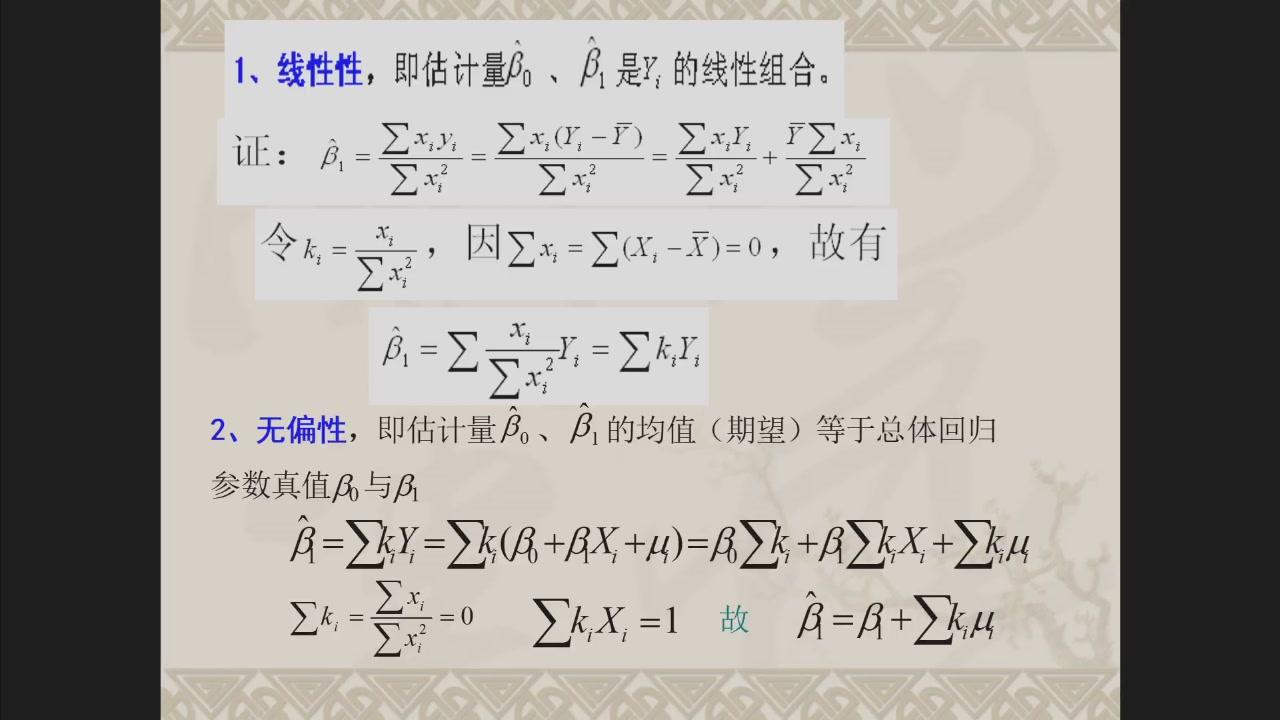 1、线性性，即估计量β̂₀ 、 β̂₁ 是Yᵢ 的线性组合。
证： β̂₁ = ∑xᵢyᵢ / ∑xᵢ² = ∑xᵢ(Yᵢ − Ȳ) / ∑xᵢ² = ∑xᵢYᵢ / ∑xᵢ² + Ȳ∑xᵢ / ∑xᵢ²
令 kᵢ = xᵢ / ∑xᵢ² ，因∑xᵢ = ∑(Xᵢ − X̄) = 0 ，故有
β̂₁ = ∑ xᵢ / ∑xᵢ² Yᵢ = ∑kᵢYᵢ
2、无偏性，即估计量β̂₀ 、 β̂₁ 的均值（期望）等于总体回归
参数真值β₀与β₁
β̂₁=∑kᵢYᵢ=∑kᵢ(β₀+β₁Xᵢ+μᵢ)=β₀∑kᵢ+β₁∑kᵢXᵢ+∑kᵢμᵢ
∑kᵢ = ∑xᵢ / ∑xᵢ² = 0 ∑kᵢXᵢ =1 故 β̂₁=β₁+∑kᵢμᵢ